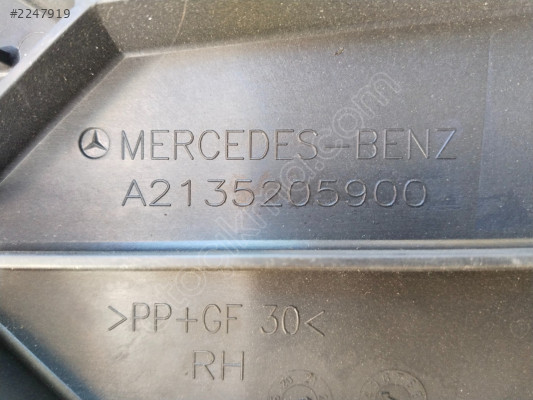 #2247919
MERCEDES-BENZ
A2135205900
>PP+GF 30<
RH